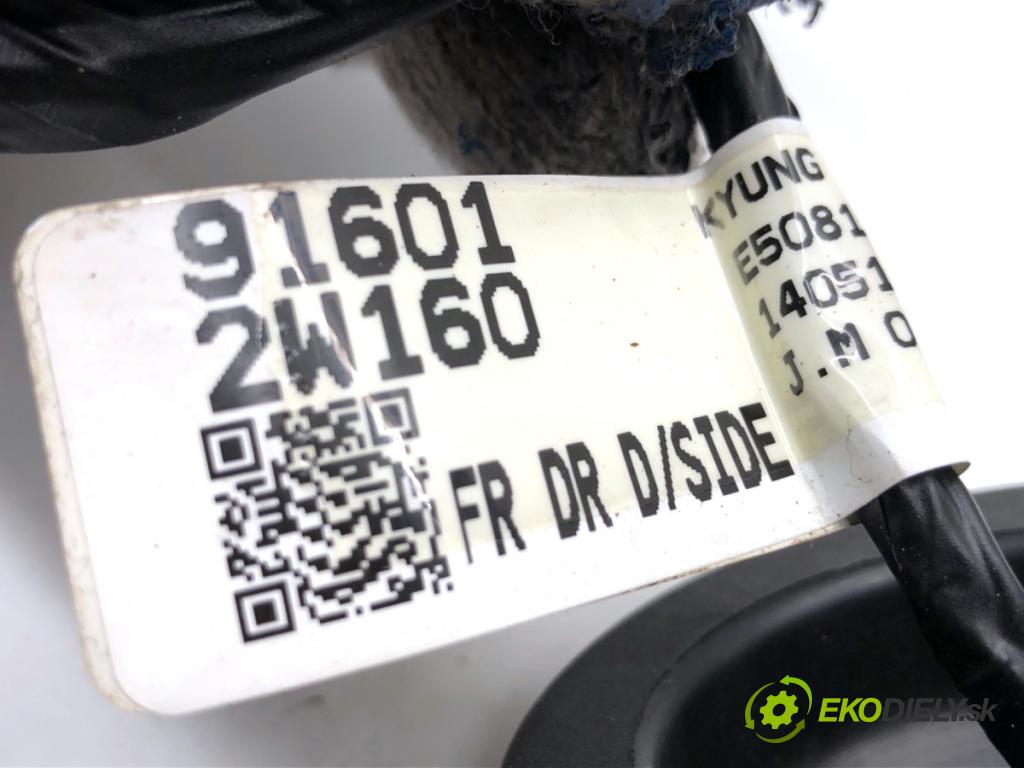 91601
2W160
FR DR D/SIDE
KYUNG
E5081
14051
J.M O
EKODIELY.sk